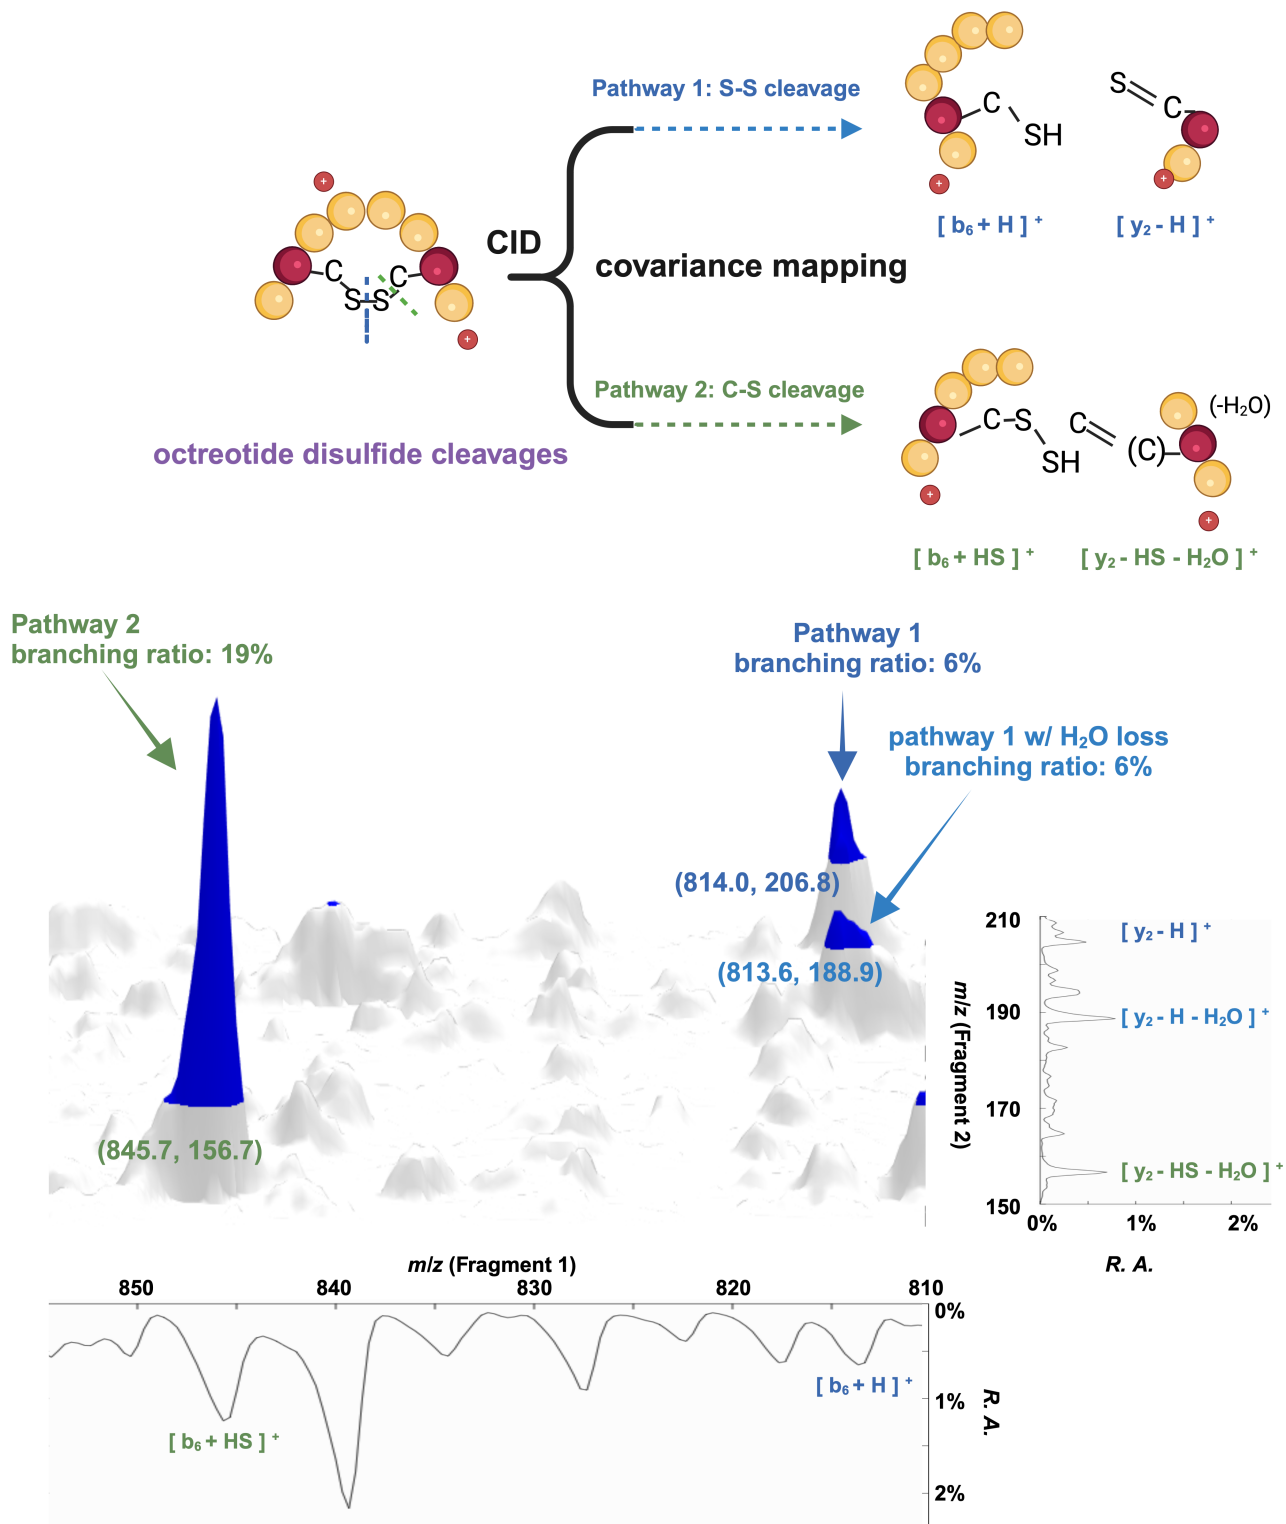 Pathway 1: S-S cleavage
C
SH
S
C
+
+
[ b₆ + H ] ⁺
[ y₂ - H ] ⁺
+
C
C
S
S
+
CID
covariance mapping
Pathway 2: C-S cleavage
C
S
SH
C
(C)
(-H₂O)
+
+
[ b₆ + HS ] ⁺
[ y₂ - HS - H₂O ] ⁺
octreotide disulfide cleavages
Pathway 2
branching ratio: 19%
Pathway 1
branching ratio: 6%
pathway 1 w/ H₂O loss
branching ratio: 6%
(814.0, 206.8)
(813.6, 188.9)
(845.7, 156.7)
m/z (Fragment 2)
210
190
170
150
[ y₂ - H ] ⁺
[ y₂ - H - H₂O ] ⁺
[ y₂ - HS - H₂O ] ⁺
0%
1%
2%
R. A.
m/z (Fragment 1)
850
840
830
820
810
0%
1%
2%
R. A.
[ b₆ + HS ] ⁺
[ b₆ + H ] ⁺